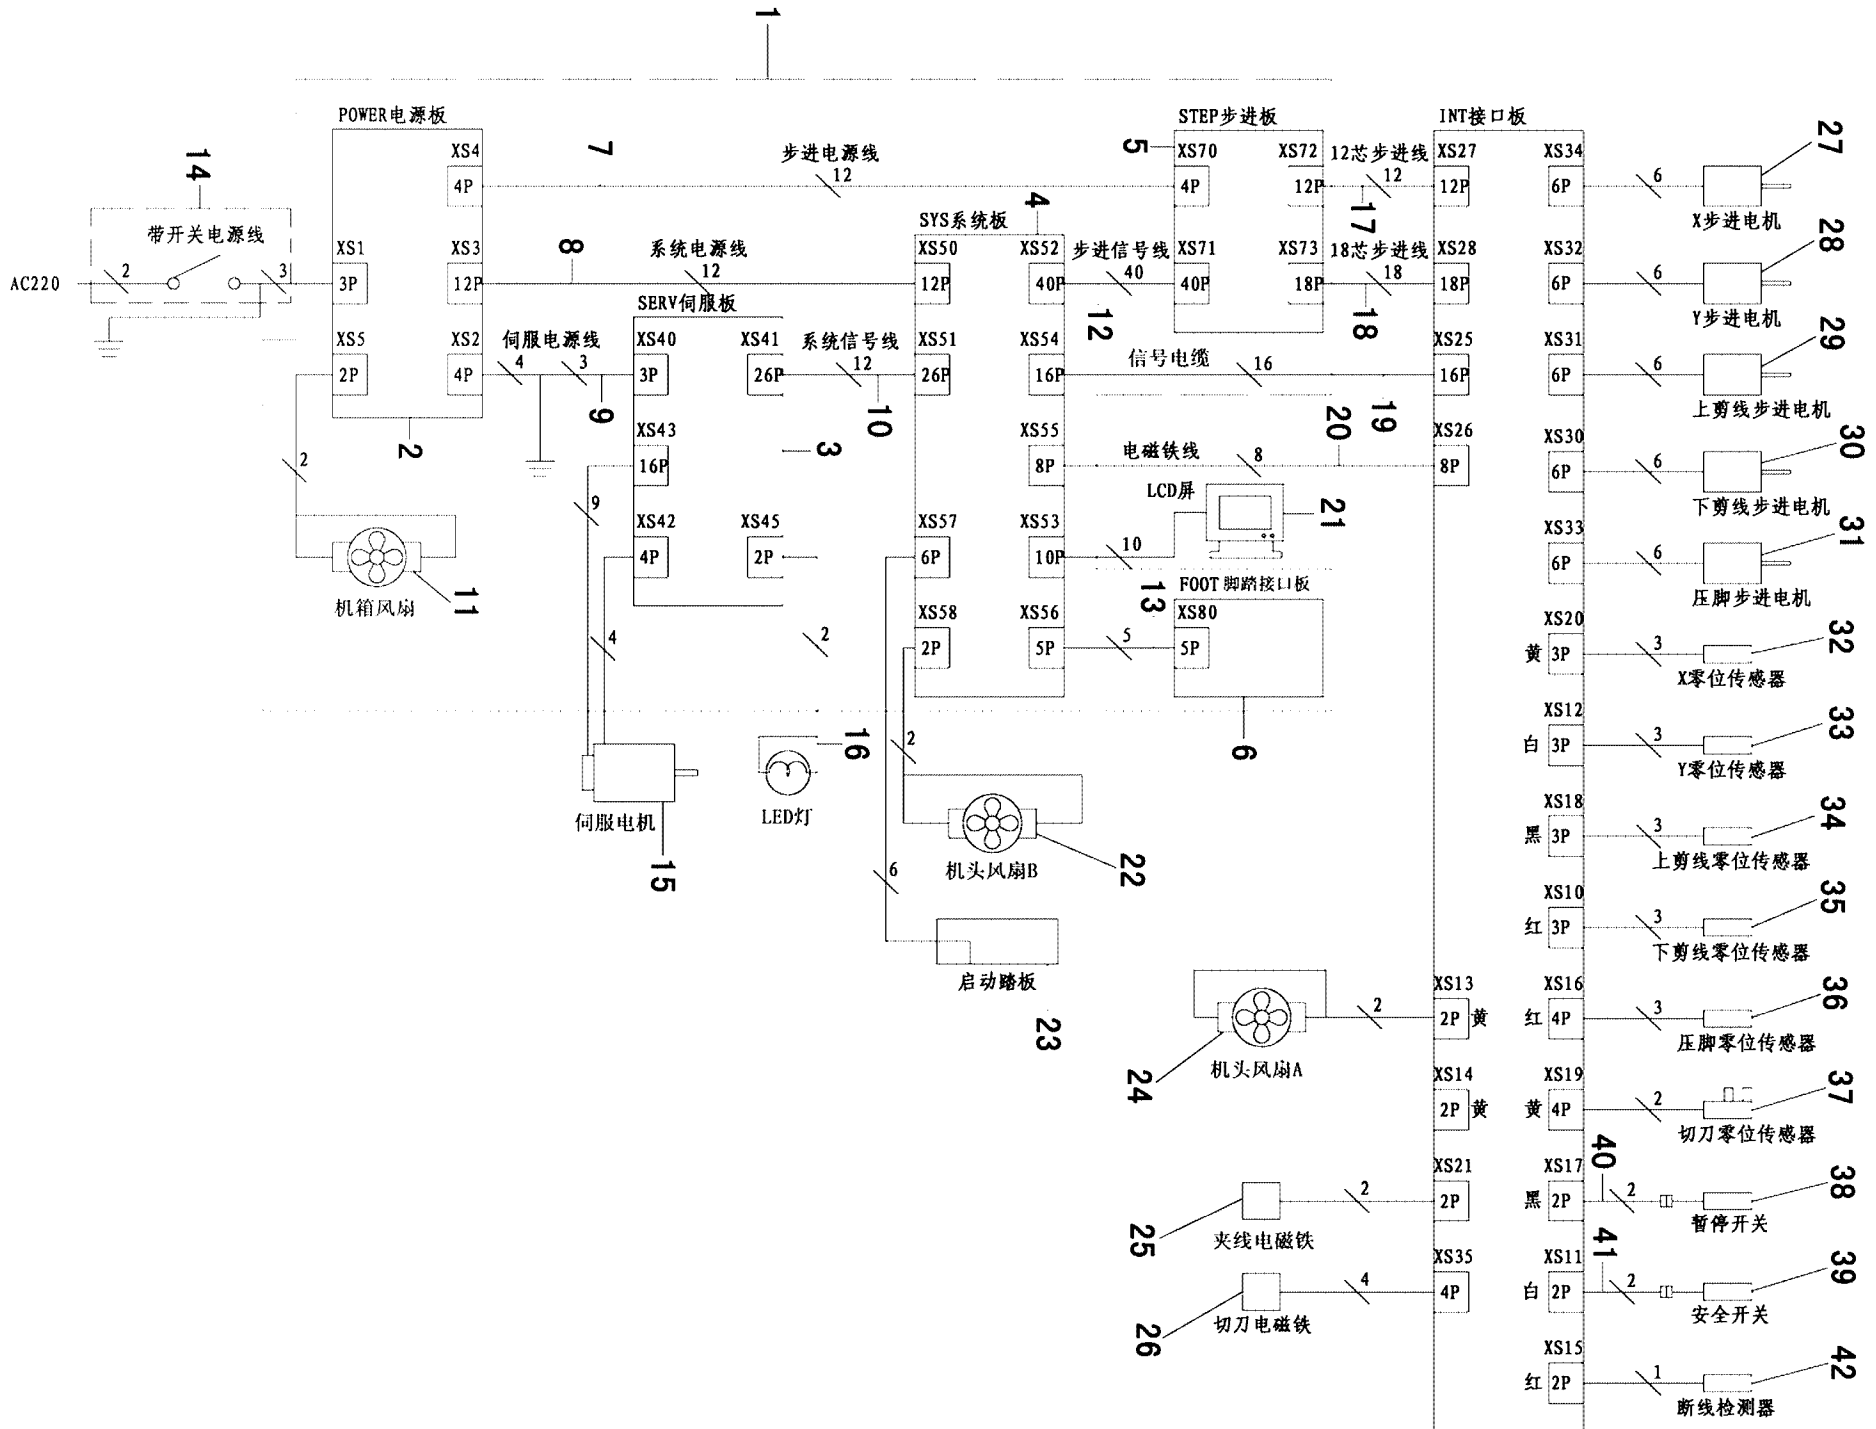 1
POWER电源板
STEP步进板
INT接口板
XS4
4P
7
步进电源线
12
5
XS70
4P
XS72
12P
12芯步进线
12
17
XS27
12P
XS34
6P
6
X步进电机
27
14
带开关电源线
AC220
2
3
XS1
3P
XS3
12P
8
系统电源线
12
SYS系统板
4
XS50
12P
XS52
40P
步进信号线
40
12
XS71
40P
XS73
18P
18芯步进线
18
18
XS28
18P
XS32
6P
6
Y步进电机
28
SERV伺服板
XS5
2P
XS2
4P
伺服电源线
4
3
9
XS40
3P
XS41
26P
系统信号线
12
10
XS51
26P
XS54
16P
信号电缆
16
19
XS25
16P
XS31
6P
6
上剪线步进电机
29
2
2
XS43
16P
3
9
XS55
8P
电磁铁线
8
20
XS26
8P
XS30
6P
6
下剪线步进电机
30
机箱风扇
11
XS42
4P
XS45
2P
4
2
XS57
6P
XS53
10P
10
13
LCD屏
21
XS33
6P
6
压脚步进电机
31
XS58
2P
XS56
5P
5
FOOT脚踏接口板
XS80
5P
6
XS20
黄
3P
3
X零位传感器
32
伺服电机
15
LED灯
16
2
机头风扇B
22
XS12
白
3P
3
Y零位传感器
33
XS18
黑
3P
3
上剪线零位传感器
34
6
启动踏板
23
XS10
红
3P
3
下剪线零位传感器
35
机头风扇A
24
2
XS13
2P
黄
XS16
红
4P
3
压脚零位传感器
36
XS14
2P
黄
XS19
黄
4P
2
切刀零位传感器
37
25
夹线电磁铁
2
XS21
2P
XS17
黑
2P
40
2
暂停开关
38
26
切刀电磁铁
4
XS35
4P
XS11
白
2P
41
2
安全开关
39
XS15
红
2P
1
断线检测器
42